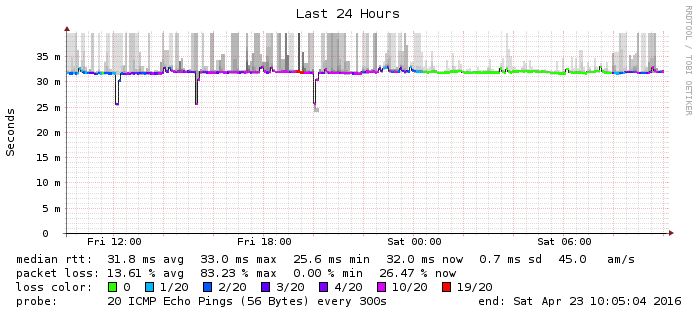 Last 24 Hours
RRDTOOL / TOBI OETIKER
Seconds
35 m
30 m
25 m
20 m
15 m
10 m
5 m
0
Fri 12:00 Fri 18:00 Sat 00:00 Sat 06:00
median rtt: 31.8 ms avg 33.0 ms max 25.6 ms min 32.0 ms now 0.7 ms sd 45.0 am/s
packet loss: 13.61 % avg 83.23 % max 0.00 % min 26.47 % now
loss color: 0 1/20 2/20 3/20 4/20 10/20 19/20
probe: 20 ICMP Echo Pings (56 Bytes) every 300s end: Sat Apr 23 10:05:04 2016